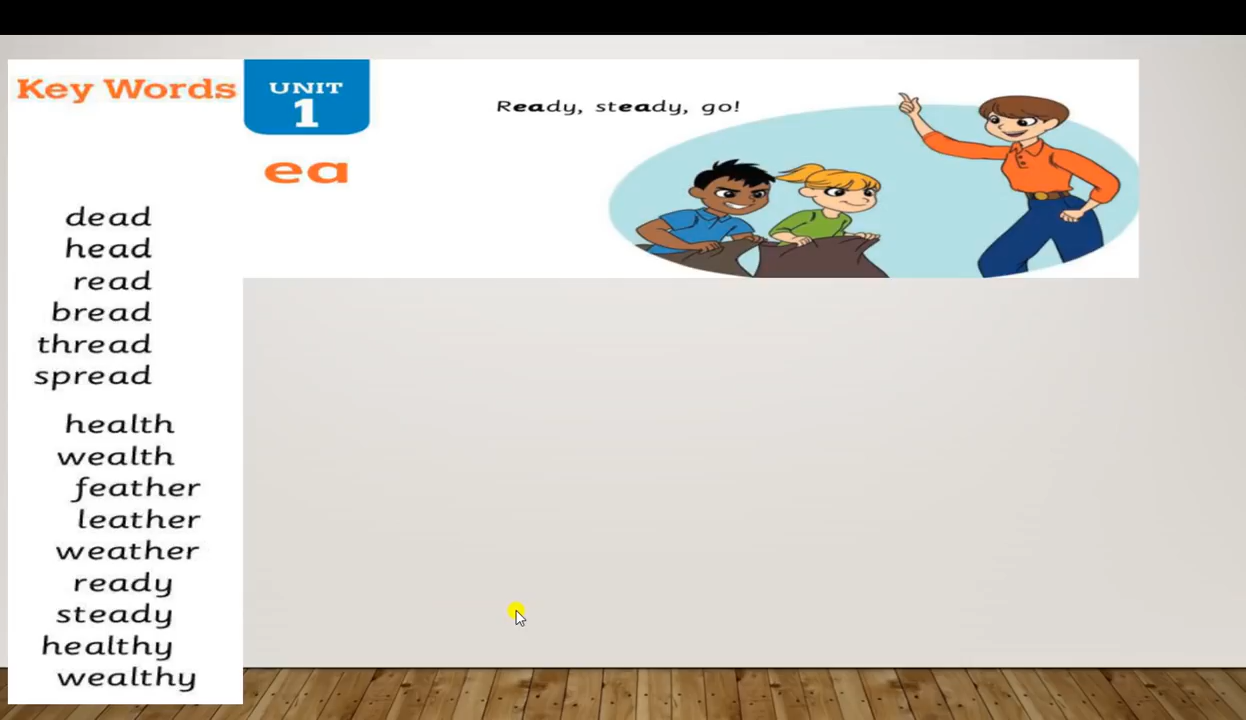 Key Words
UNIT
1
ea
Ready, steady, go!
dead
head
read
bread
thread
spread
health
wealth
feather
leather
weather
ready
steady
healthy
wealthy